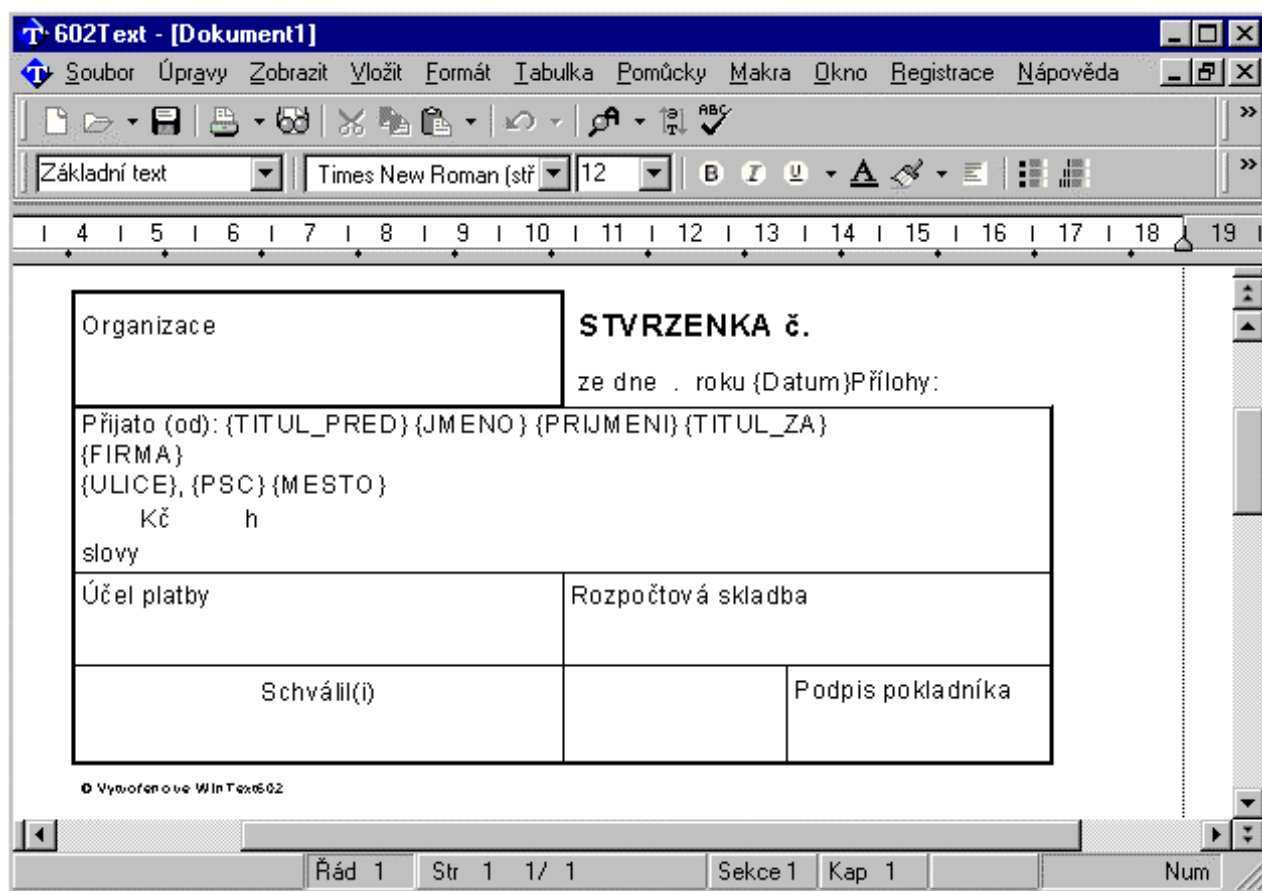 602Text - [Dokument1]
Soubor Úpravy Zobrazit Vložit Formát Tabulka Pomůcky Makra Okno Registrace Nápověda
ABC
Základní text Times New Roman (stř 12 B I U A
4 5 6 7 8 9 10 11 12 13 14 15 16 17 18 19
Organizace
STVRZENKA č.
ze dne . roku {Datum}Přílohy:
Přijato (od): {TITUL_PRED} {JMENO} {PRIJMENI} {TITUL_ZA}
{FIRMA}
{ULICE}, {PSC} {MESTO}
Kč h
slovy
Účel platby Rozpočtová skladba
Schválil(i) Podpis pokladníka
© Vytvořeno ve WinText602
Řád 1 Str 1 1/ 1 Sekce 1 Kap 1 Num